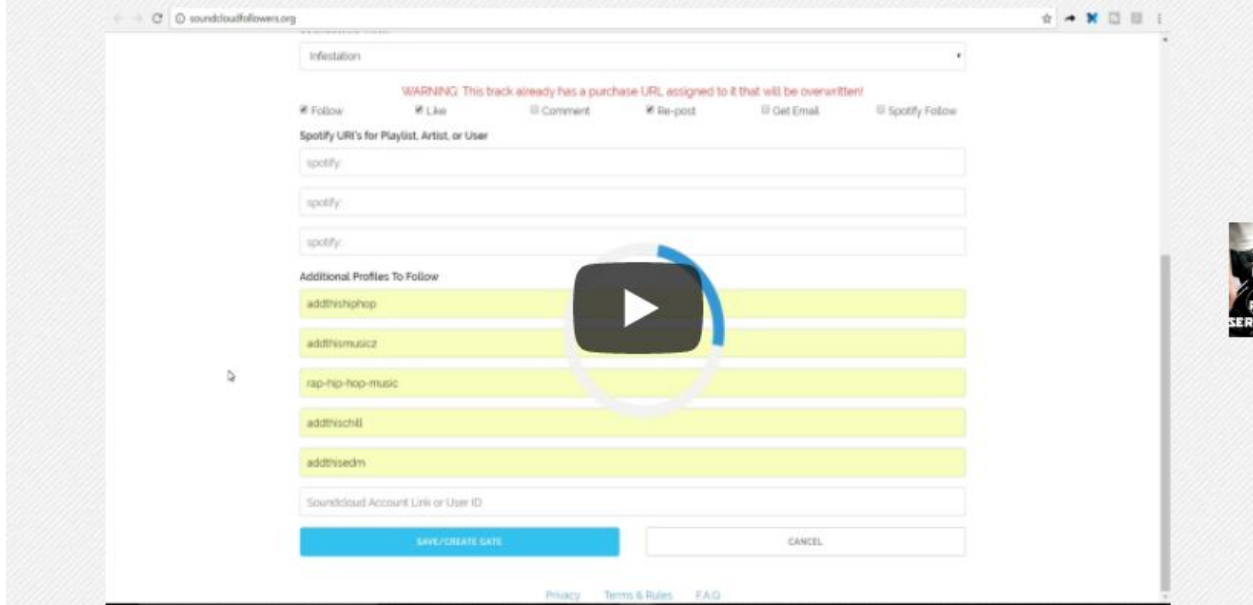 soundcloudfollowers.org
Infestation
WARNING: This track already has a purchase URL assigned to it that will be overwritten!
Follow Like Comment Re-post Get Email Spotify Follow
Spotify URI's for Playlist, Artist, or User
spotify:
spotify:
spotify:
Additional Profiles To Follow
addthishiphop
addthismusicz
rap-hip-hop-music
addthischill
addthisedm
Soundcloud Account Link or User ID
SAVE/CREATE GATE CANCEL
Privacy Terms & Rules F.A.Q